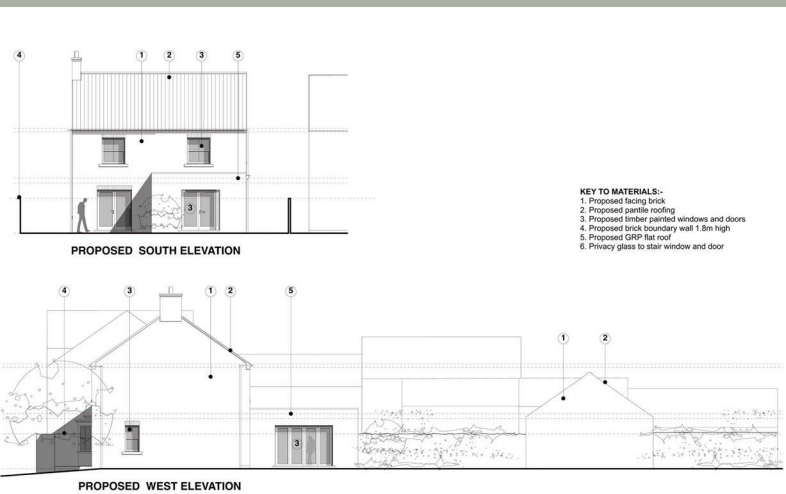 4 1 2 3 5
3
PROPOSED SOUTH ELEVATION
KEY TO MATERIALS:-
1. Proposed facing brick
2. Proposed pantile roofing
3. Proposed timber painted windows and doors
4. Proposed brick boundary wall 1.8m high
5. Proposed GRP flat roof
6. Privacy glass to stair window and door
4 3 1 2 5
1 2
3
PROPOSED WEST ELEVATION